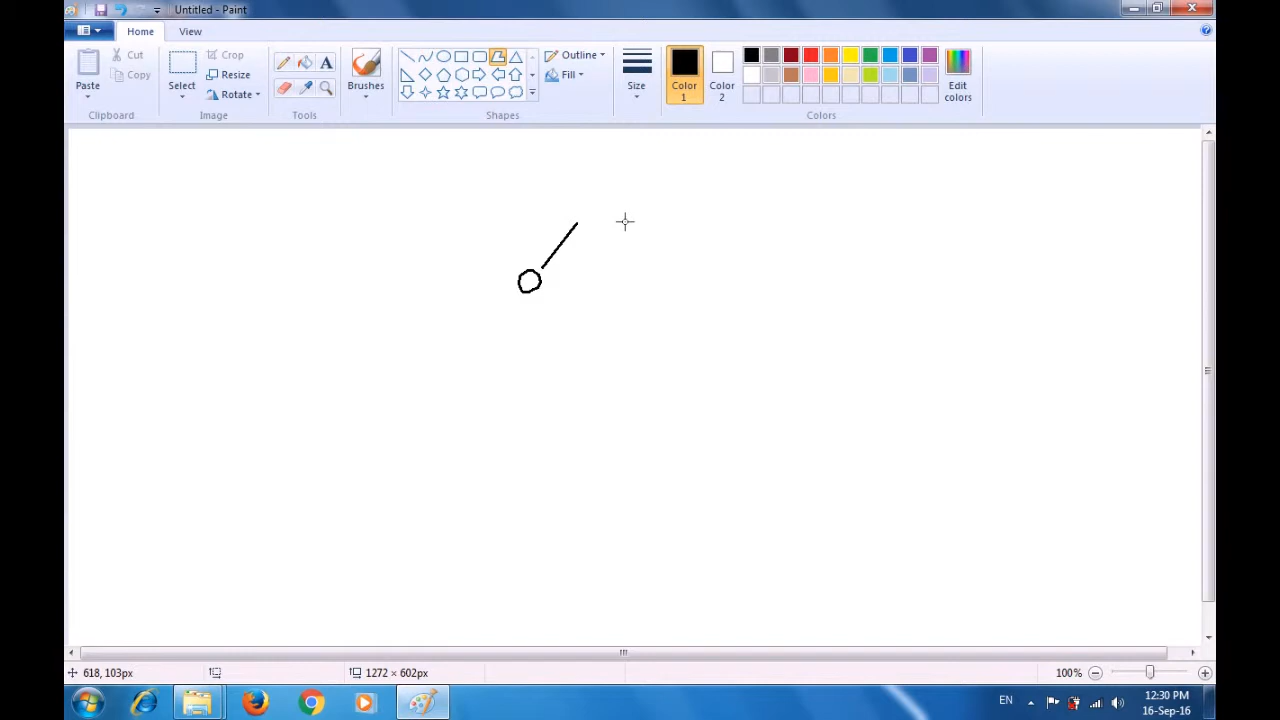 Untitled - Paint
Home View
Paste
Cut
Copy
Clipboard
Select
Crop
Resize
Rotate
Image
A
Tools
Brushes
Outline
Fill
Shapes
Size
Color 1
Color 2
Edit colors
Colors
618, 103px
1272 × 602px
100%
EN
12:30 PM
16-Sep-16